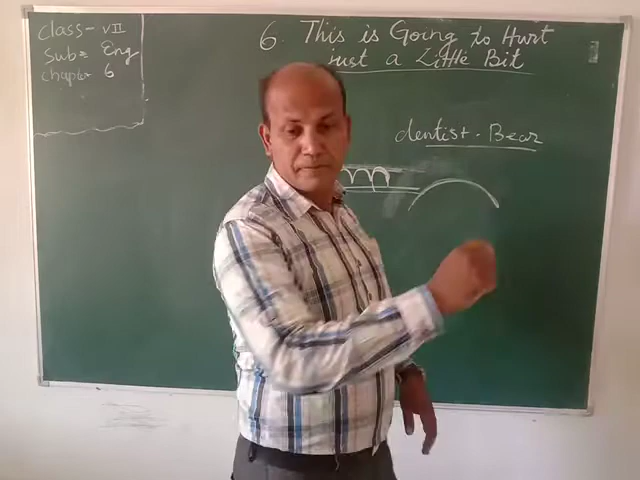 Class - VII
Sub = Eng
Chapter - 6
6. This is Going to Hurt
just a Little Bit
dentist - Bear